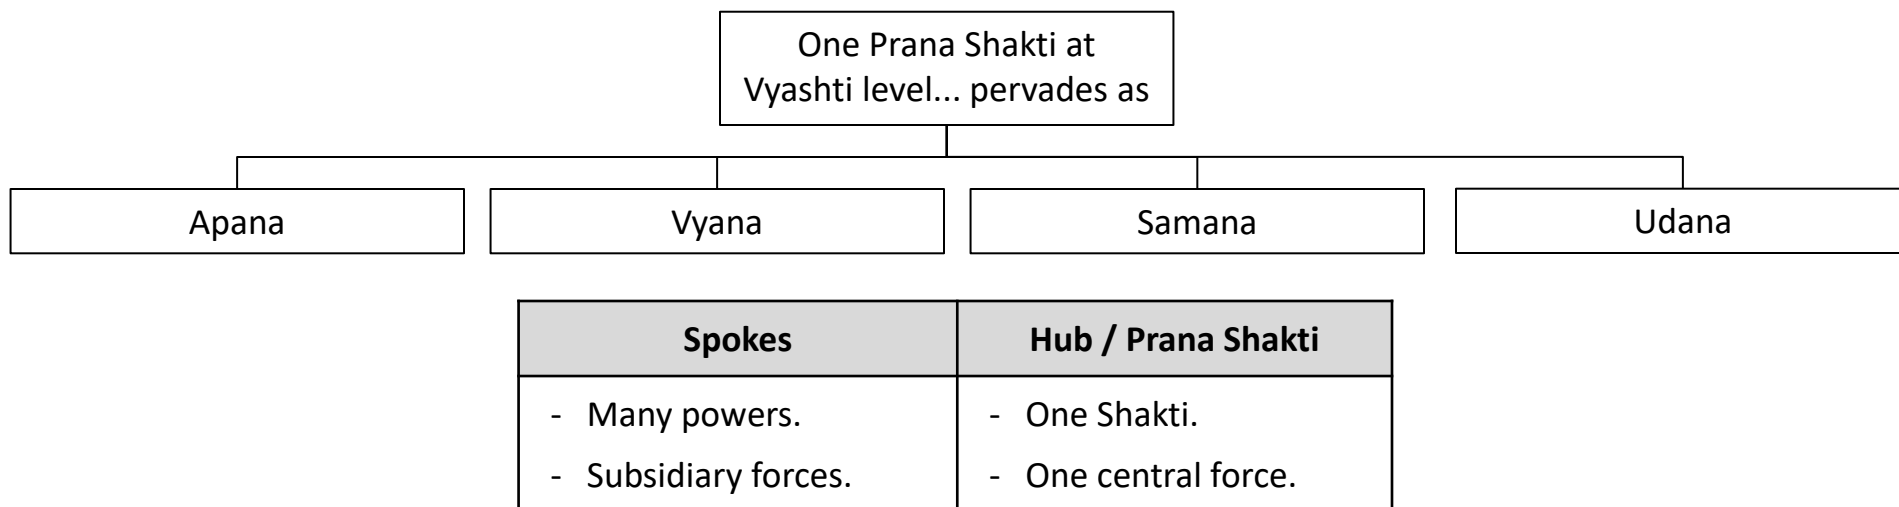 One Prana Shakti at
Vyashti level... pervades as
Apana
Vyana
Samana
Udana
Spokes
Hub / Prana Shakti
- Many powers.
- One Shakti.
- Subsidiary forces.
- One central force.